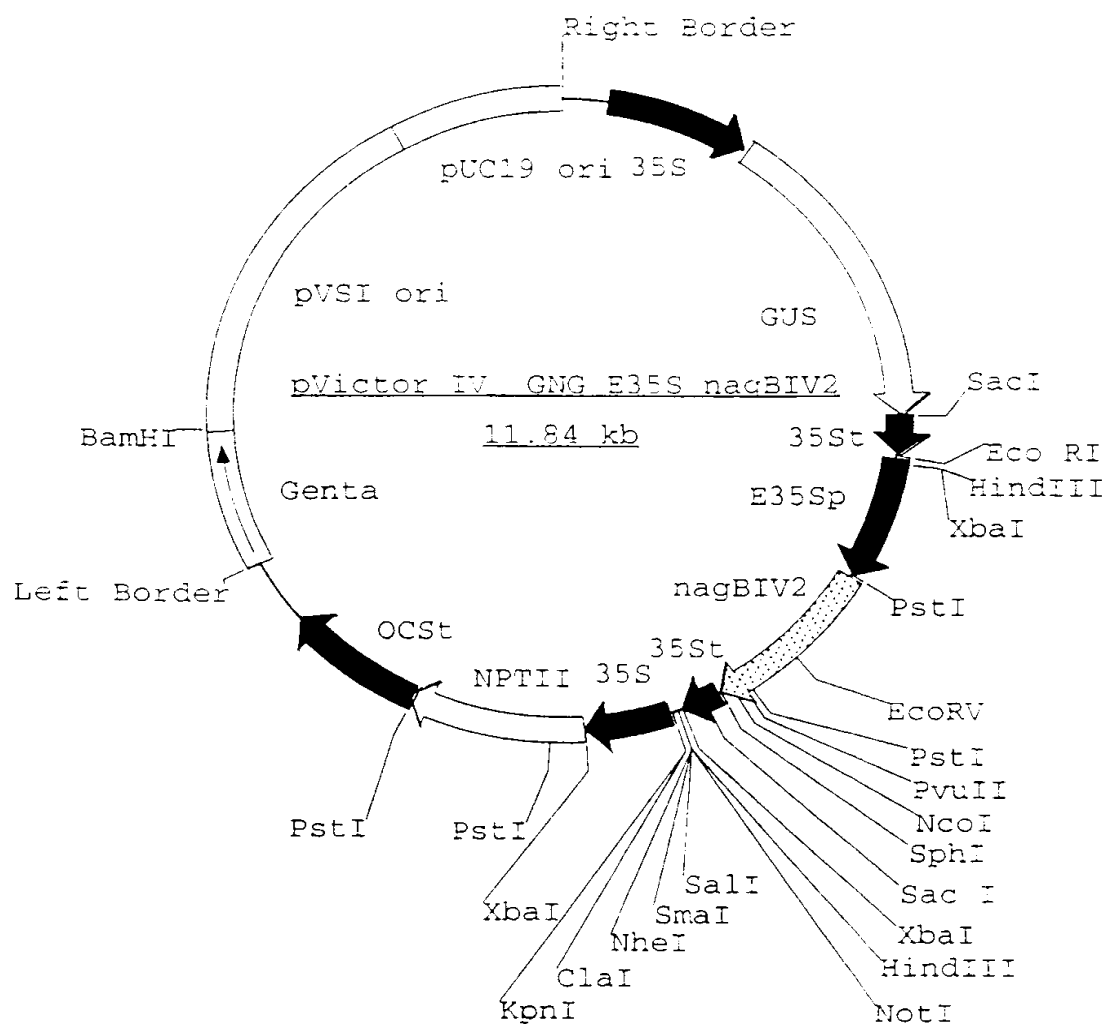 Right Border
pUC19 ori
35S
pVSI ori
GUS
pVictor IV GNG E35S nagBIV2
11.84 kb
SacI
35St
Eco RI
HindIII
XbaI
E35Sp
BamHI
Genta
Left Border
nagBIV2
PstI
OCSt
NPTII
35S
35St
EcoRV
PstI
PvuII
NcoI
SphI
Sac I
XbaI
HindIII
NotI
PstI
PstI
XbaI
SalI
SmaI
NheI
ClaI
KpnI